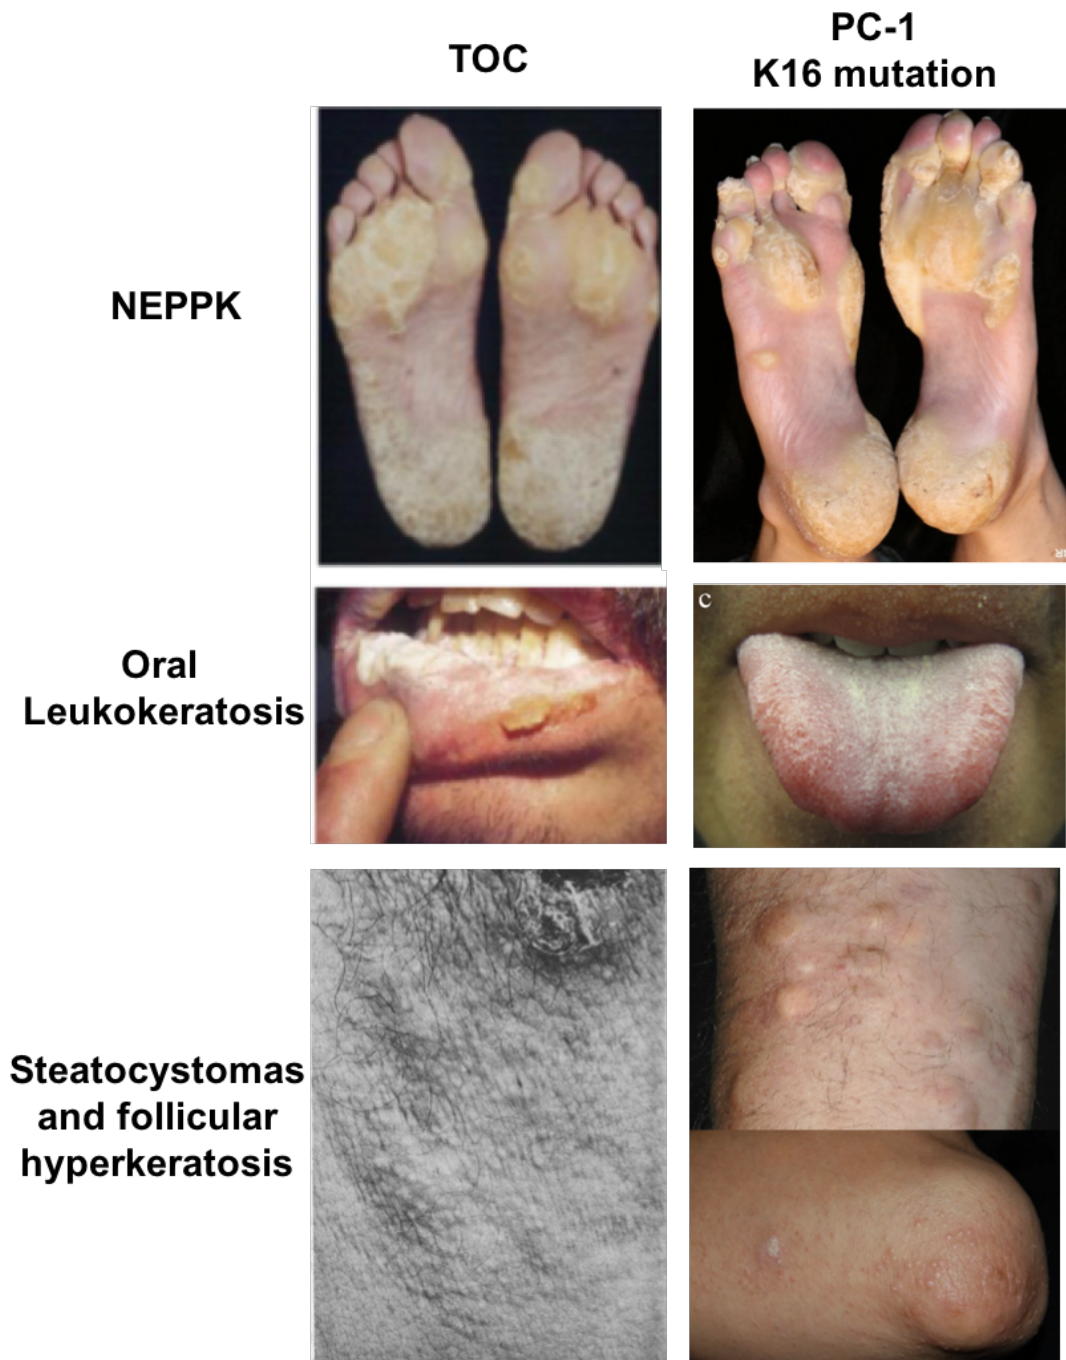 TOC
PC-1
K16 mutation
NEPPK
Oral
Leukokeratosis
c
Steatocystomas
and follicular
hyperkeratosis